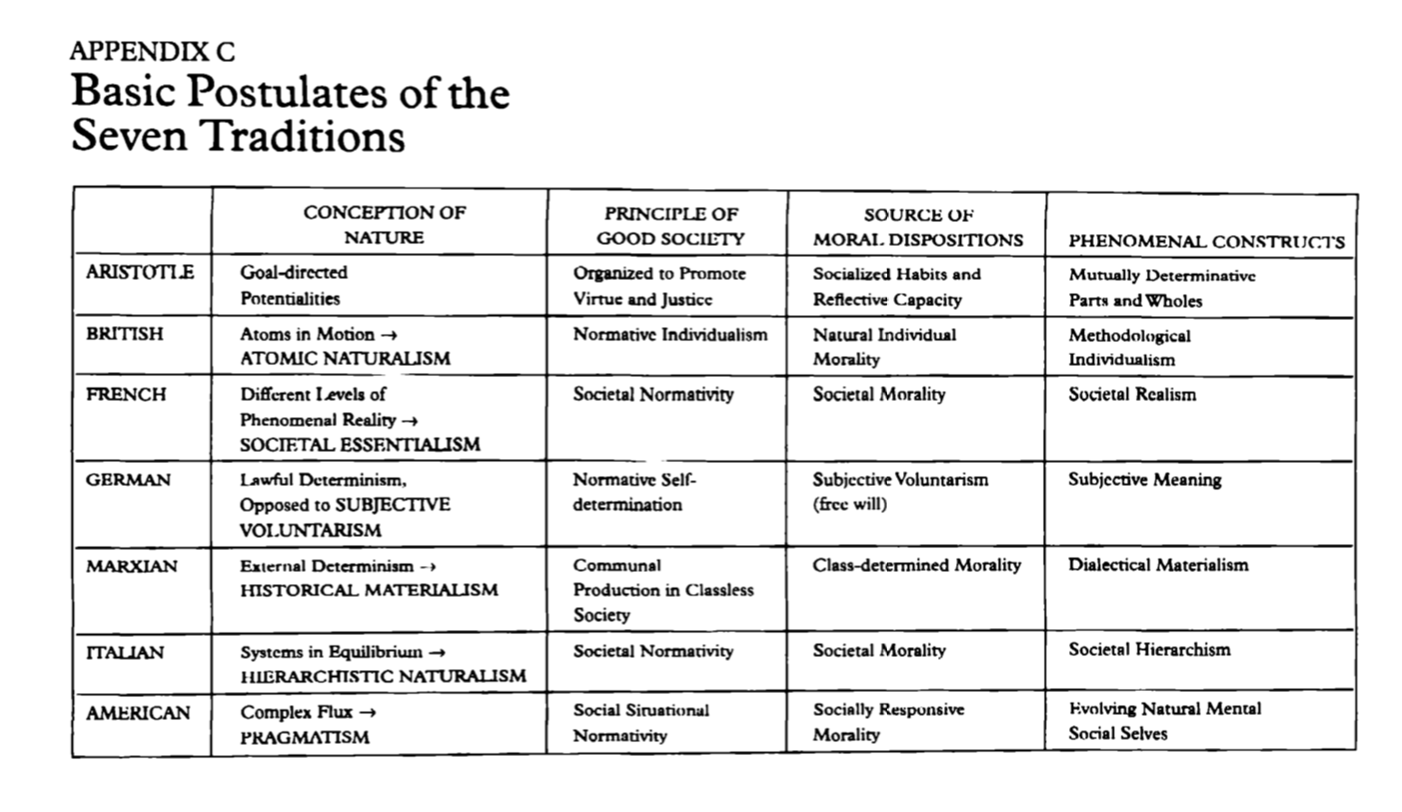 APPENDIX C
Basic Postulates of the
Seven Traditions
CONCEPTION OF
NATURE
PRINCIPLE OF
GOOD SOCIETY
SOURCE OF
MORAL DISPOSITIONS
PHENOMENAL CONSTRUCTS
ARISTOTLE
Goal-directed
Potentialities
Organized to Promote
Virtue and Justice
Socialized Habits and
Reflective Capacity
Mutually Determinative
Parts and Wholes
BRITISH
Atoms in Motion →
ATOMIC NATURALISM
Normative Individualism
Natural Individual
Morality
Methodological
Individualism
FRENCH
Different Levels of
Phenomenal Reality →
SOCIETAL ESSENTIALISM
Societal Normativity
Societal Morality
Societal Realism
GERMAN
Lawful Determinism,
Opposed to SUBJECTIVE
VOLUNTARISM
Normative Self-
determination
Subjective Voluntarism
(free will)
Subjective Meaning
MARXIAN
External Determinism →
HISTORICAL MATERIALISM
Communal
Production in Classless
Society
Class-determined Morality
Dialectical Materialism
ITALIAN
Systems in Equilibrium →
HIERARCHISTIC NATURALISM
Societal Normativity
Societal Morality
Societal Hierarchism
AMERICAN
Complex Flux →
PRAGMATISM
Social Situational
Normativity
Socially Responsive
Morality
Evolving Natural Mental
Social Selves